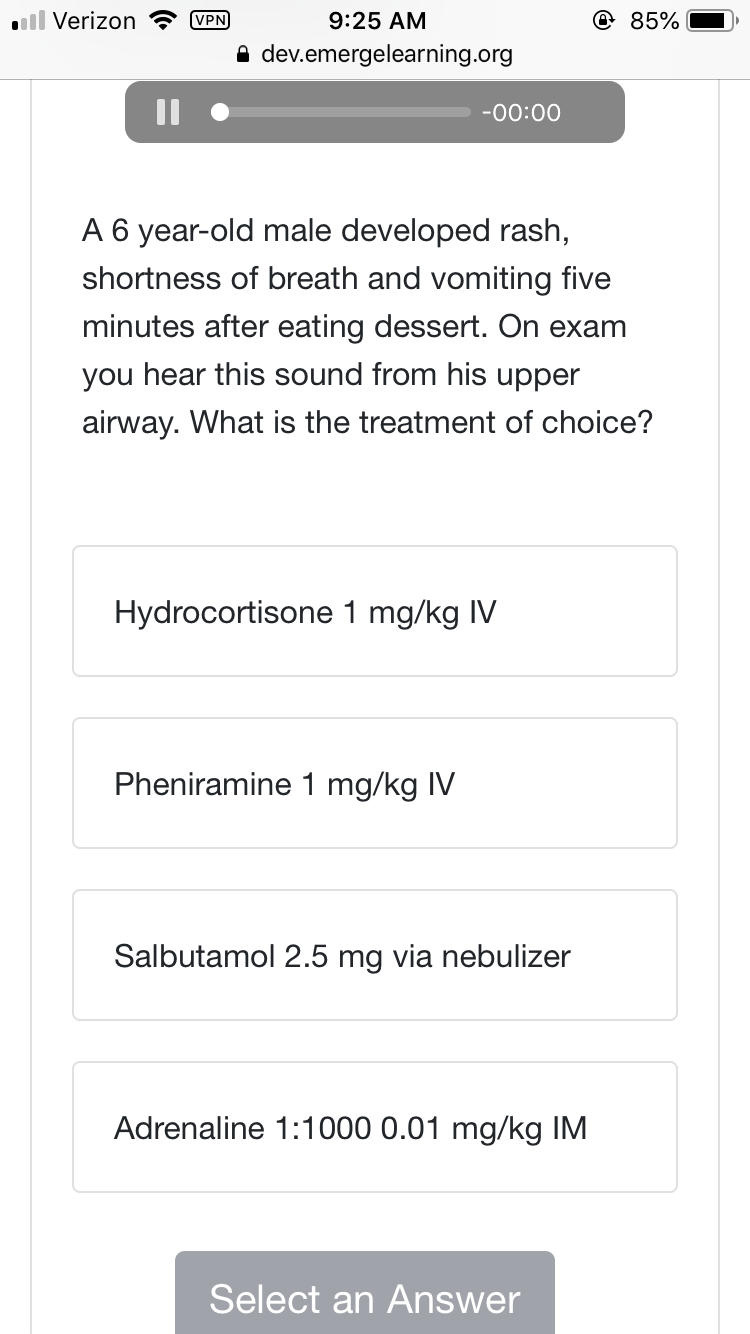 Verizon VPN 9:25 AM 85%
dev.emergelearning.org
-00:00
A 6 year-old male developed rash,
shortness of breath and vomiting five
minutes after eating dessert. On exam
you hear this sound from his upper
airway. What is the treatment of choice?
Hydrocortisone 1 mg/kg IV
Pheniramine 1 mg/kg IV
Salbutamol 2.5 mg via nebulizer
Adrenaline 1:1000 0.01 mg/kg IM
Select an Answer